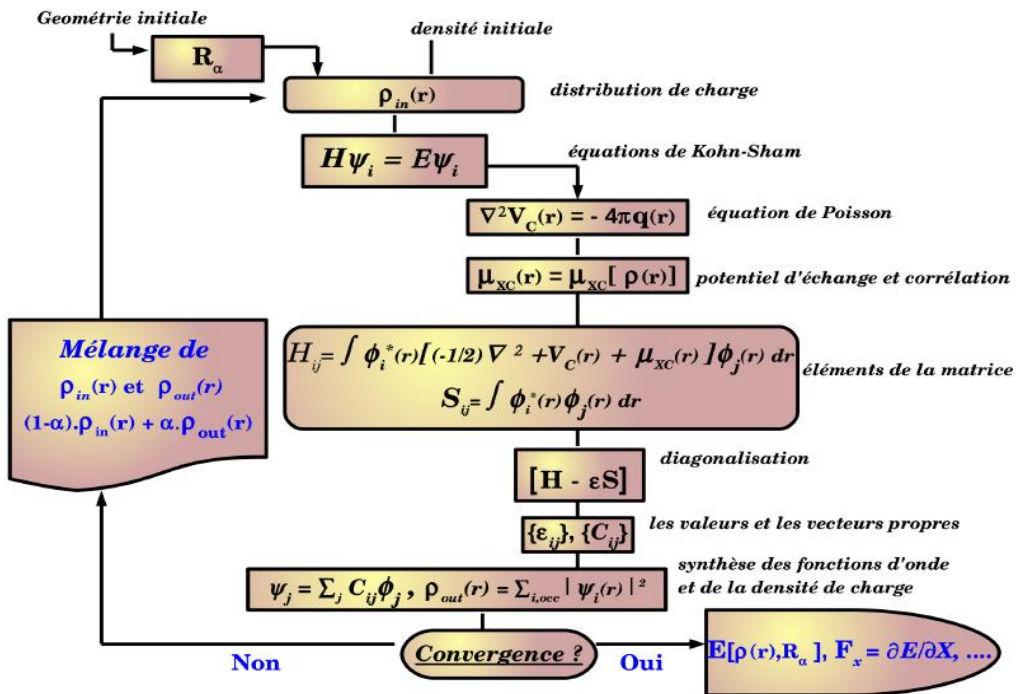 Geométrie initiale
densité initiale
R_α
ρ_in(r)
distribution de charge
Hψ_i = Eψ_i
équations de Kohn-Sham
∇²V_C(r) = - 4πq(r)
équation de Poisson
μ_XC(r) = μ_XC[ ρ(r)]
potentiel d'échange et corrélation
Mélange de
ρ_in(r) et ρ_out(r)
(1-α).ρ_in(r) + α.ρ_out(r)
H_ij= ∫ ϕ_i*(r)[(-1/2) ∇ ² +V_C(r) + μ_XC(r) ]ϕ_j(r) dr
S_ij= ∫ ϕ_i*(r)ϕ_j(r) dr
éléments de la matrice
diagonalisation
[H - εS]
{ε_ij}, {C_ij}
les valeurs et les vecteurs propres
synthèse des fonctions d'onde
et de la densité de charge
ψ_j = Σ_j C_ijϕ_j , ρ_out(r) = Σ_i,occ | ψ_i(r) | ²
Convergence ?
Non
Oui
E[ρ(r),R_α ], F_x = ∂E/∂X, ....